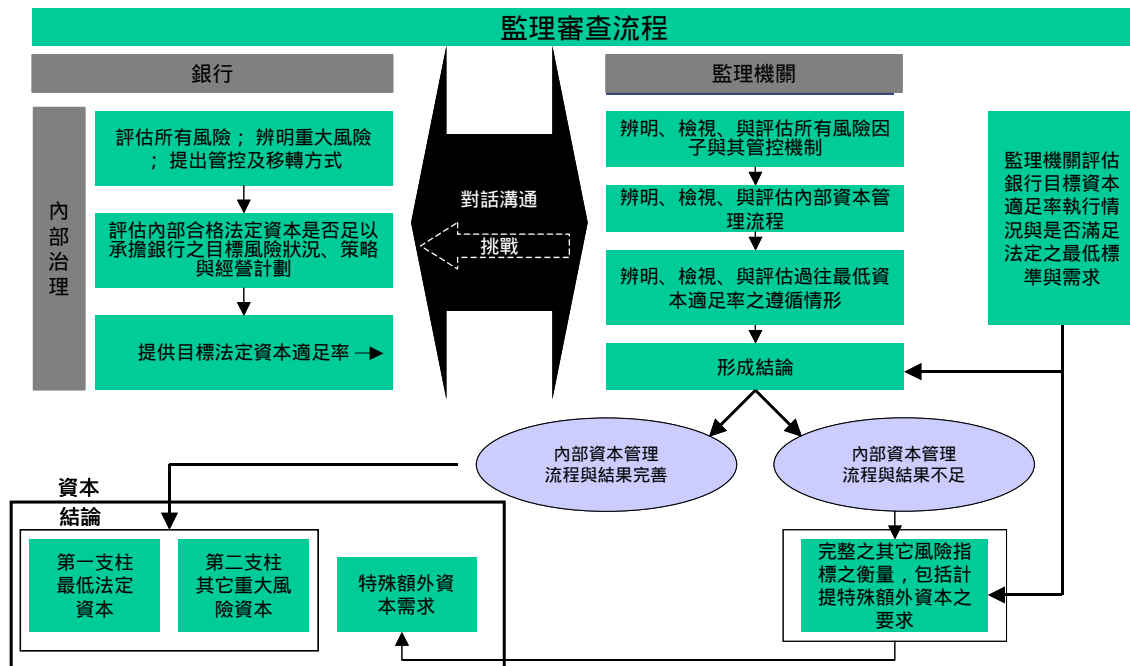 監理審查流程
銀行
監理機關
內
部
治
理
評估所有風險；辨明重大風險
；提出管控及移轉方式
評估內部合格法定資本是否足以
承擔銀行之目標風險狀況、策略
與經營計劃
提供目標法定資本適足率
對話溝通
挑戰
辨明、檢視、與評估所有風險因
子與其管控機制
辨明、檢視、與評估內部資本管
理流程
辨明、檢視、與評估過往最低資
本適足率之遵循情形
形成結論
監理機關評估
銀行目標資本
適足率執行情
況與是否滿足
法定之最低標
準與需求
內部資本管理
流程與結果完善
內部資本管理
流程與結果不足
資本
結論
第一支柱
最低法定
資本
第二支柱
其它重大風
險資本
特殊額外資
本需求
完整之其它風險指
標之衡量，包括計
提特殊額外資本之
要求